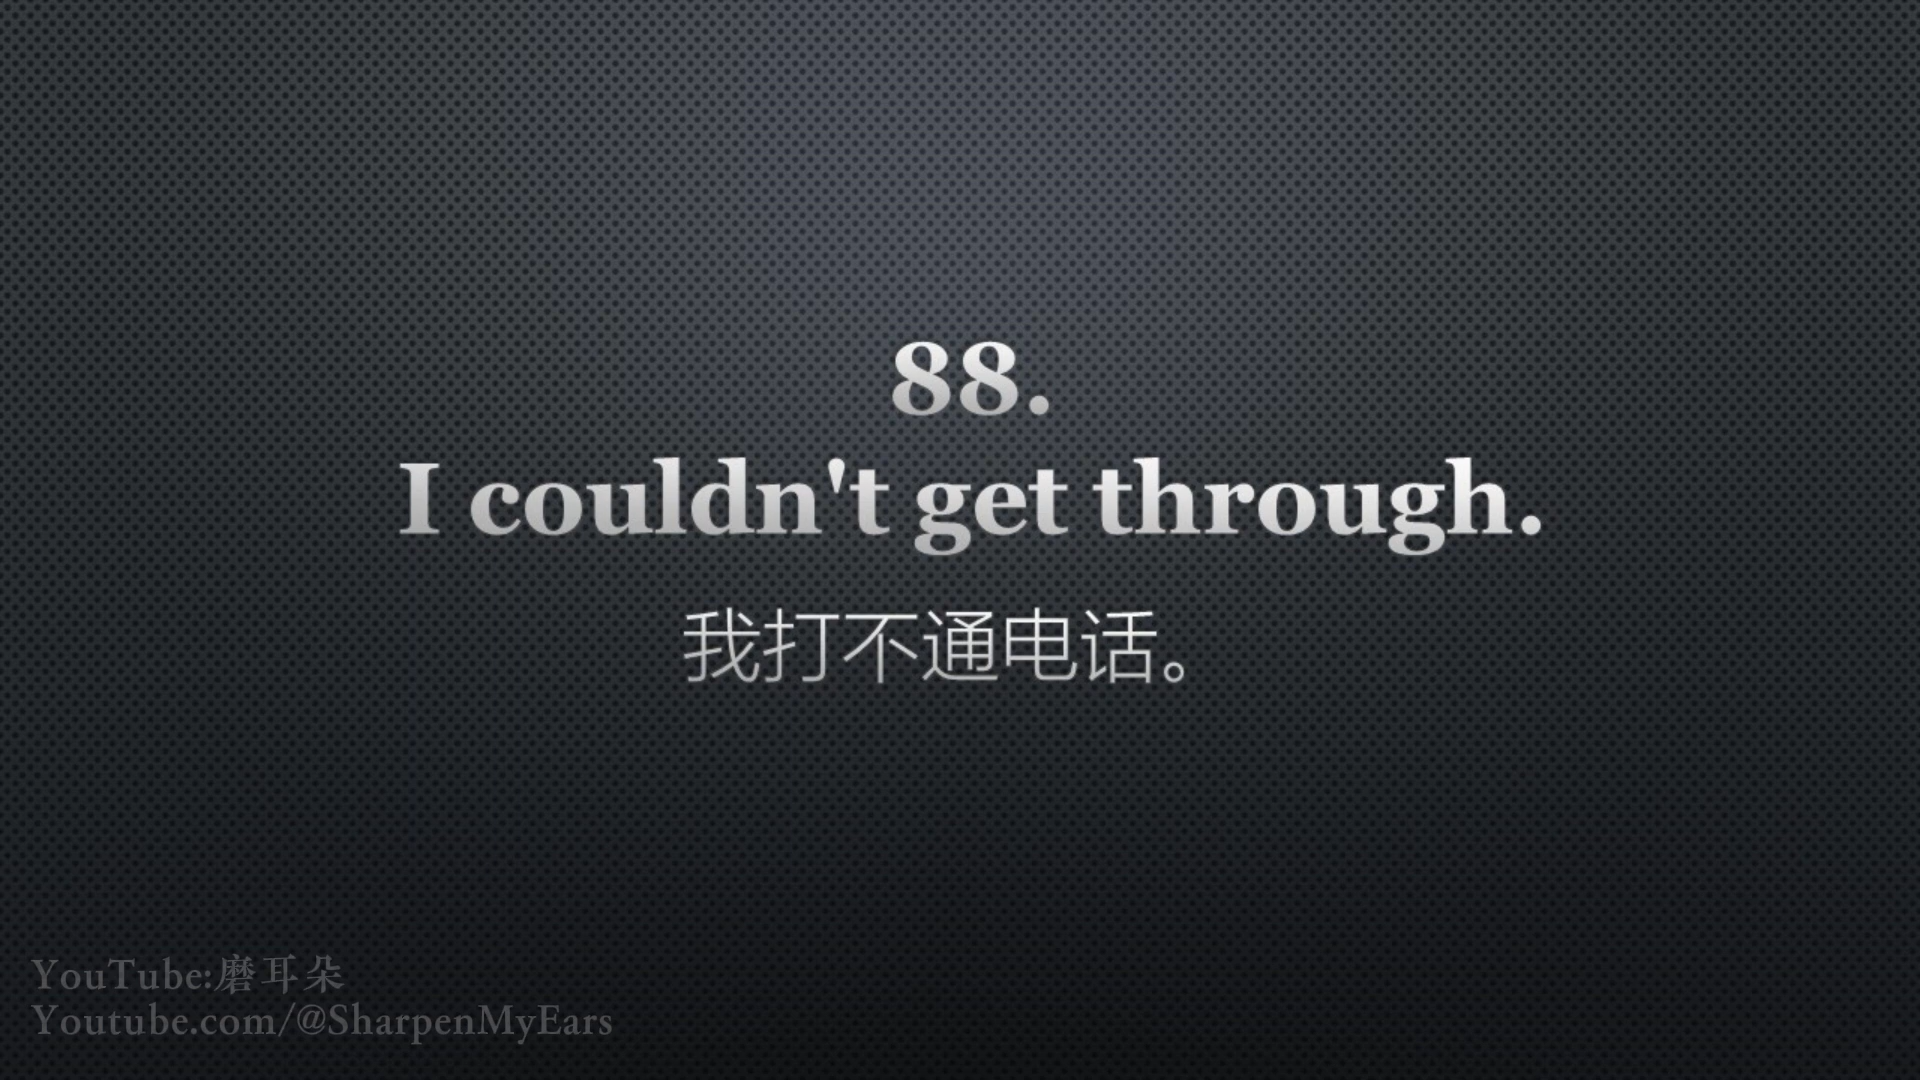 88.
I couldn't get through.
我打不通电话。
YouTube:磨耳朵
Youtube.com/@SharpenMyEars